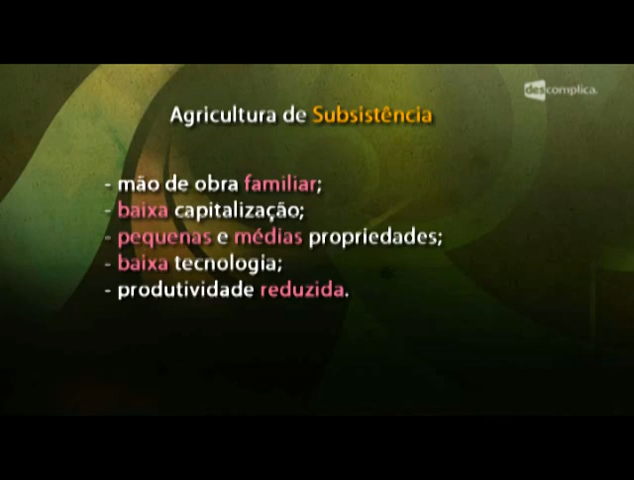 descomplica.
Agricultura de Subsistência
- mão de obra familiar;
- baixa capitalização;
- pequenas e médias propriedades;
- baixa tecnologia;
- produtividade reduzida.